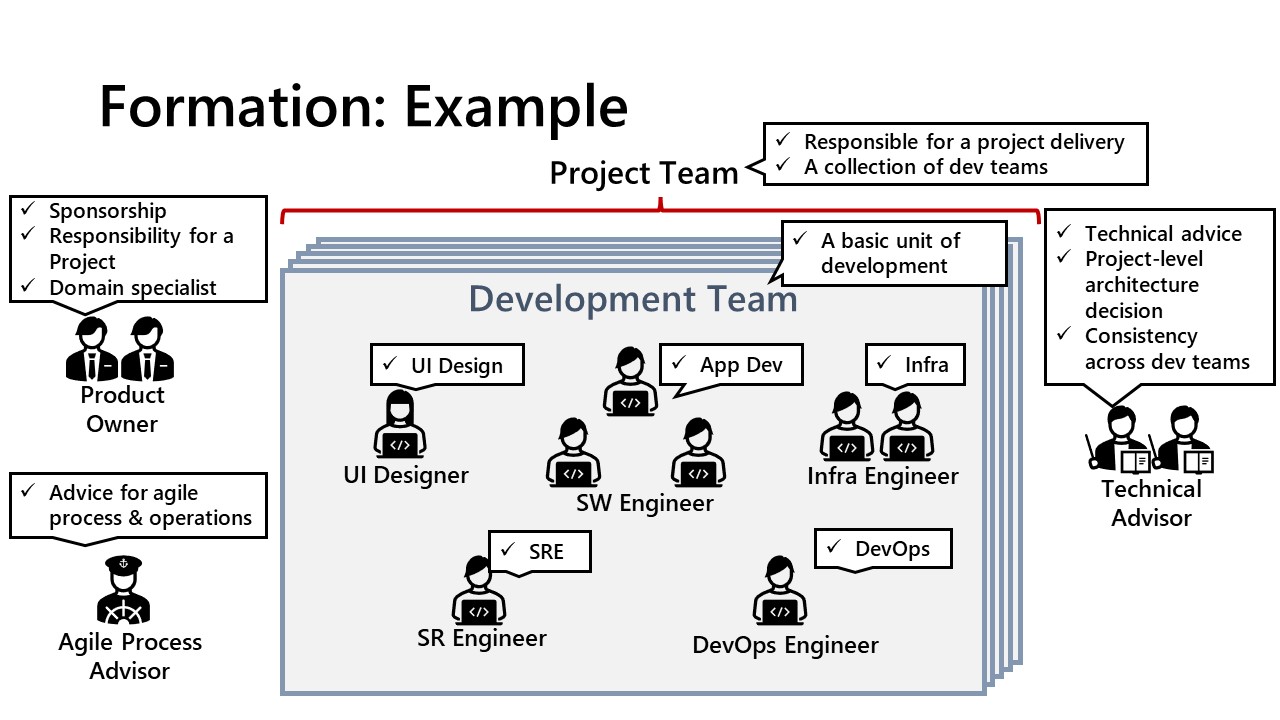 Formation: Example
Project Team
✓ Responsible for a project delivery
✓ A collection of dev teams
✓ Sponsorship
✓ Responsibility for a
Project
✓ Domain specialist
Product
Owner
✓ Advice for agile
process & operations
Agile Process
Advisor
✓ A basic unit of
development
Development Team
✓ UI Design
UI Designer
✓ App Dev
</>
SW Engineer
✓ Infra
Infra Engineer
✓ SRE
SR Engineer
✓ DevOps
DevOps Engineer
✓ Technical advice
✓ Project-level
architecture
decision
✓ Consistency
across dev teams
Technical
Advisor